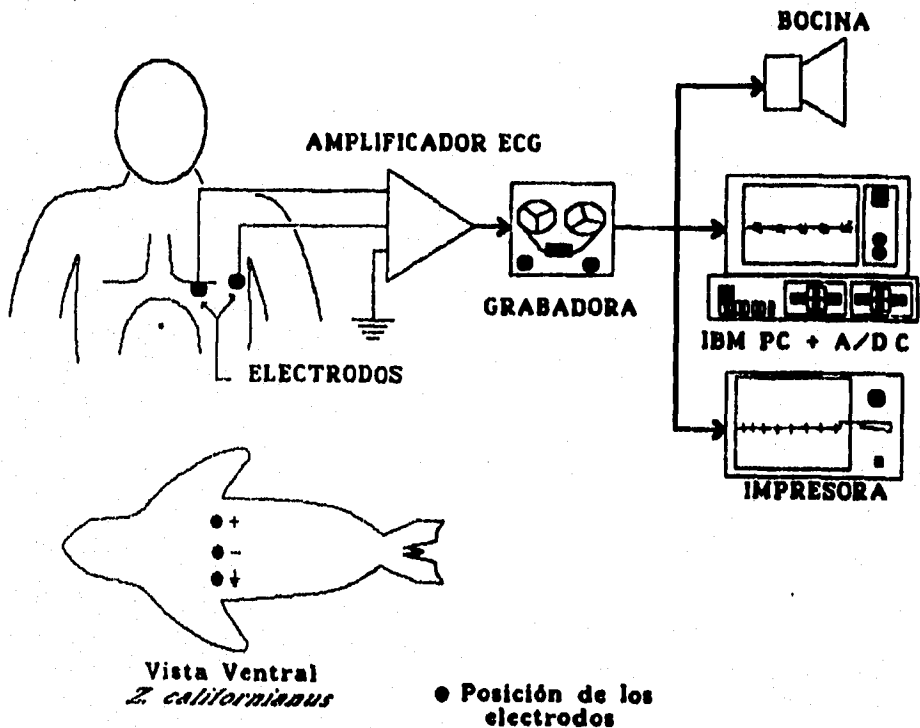 BOCINA
AMPLIFICADOR ECG
GRABADORA
IBM PC + A/D C
ELECTRODOS
IMPRESORA
+
-
Vista Ventral
Z. californianus
Posición de los
electrodos